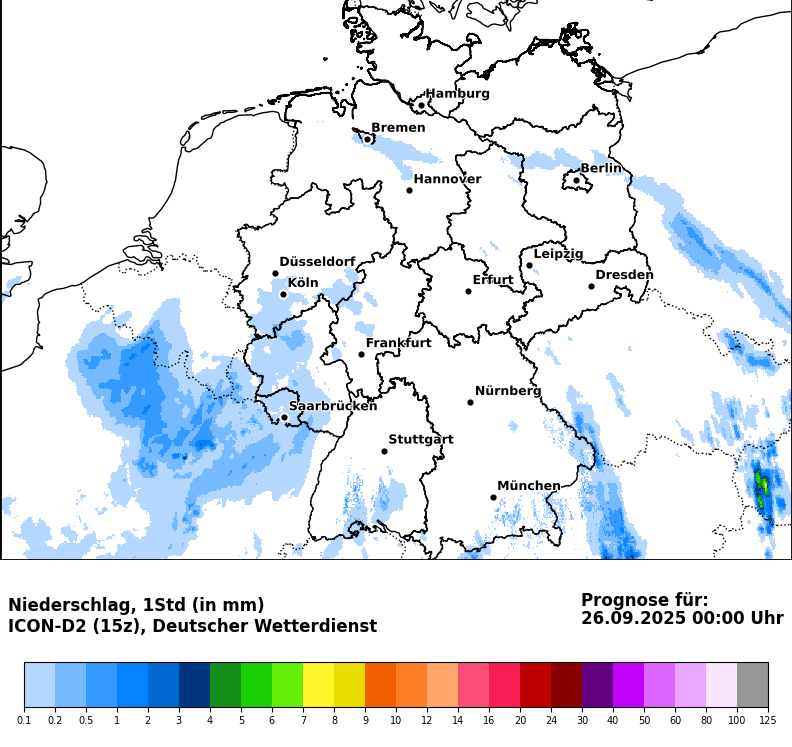 Hamburg
Bremen
Berlin
Hannover
Leipzig
Düsseldorf
Dresden
Köln
Erfurt
Frankfurt
Nürnberg
Saarbrücken
Stuttgart
München
Niederschlag, 1Std (in mm)
ICON-D2 (15z), Deutscher Wetterdienst
Prognose für:
26.09.2025 00:00 Uhr
0.1 0.2 0.5 1 2 3 4 5 6 7 8 9 10 12 14 16 20 24 30 40 50 60 80 100 125